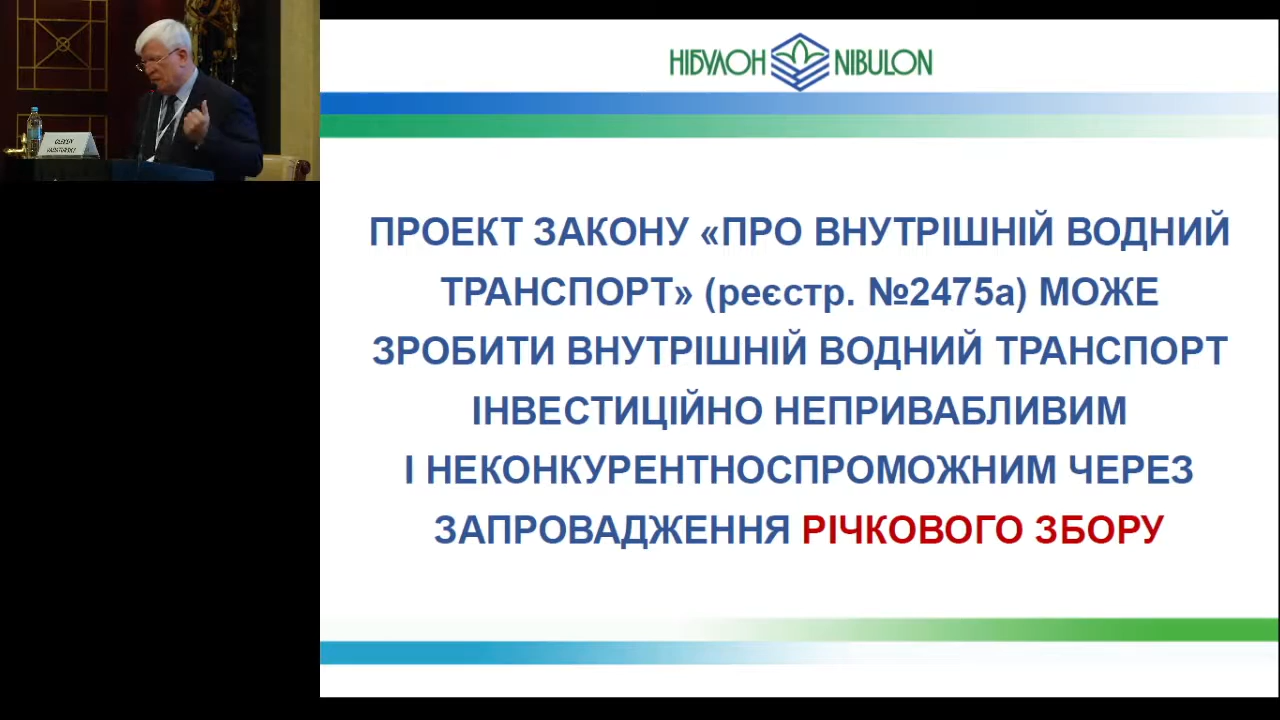 НІБУЛОН NIBULON
ПРОЕКТ ЗАКОНУ «ПРО ВНУТРІШНІЙ ВОДНИЙ
ТРАНСПОРТ» (реєстр. №2475а) МОЖЕ
ЗРОБИТИ ВНУТРІШНІЙ ВОДНИЙ ТРАНСПОРТ
ІНВЕСТИЦІЙНО НЕПРИВАБЛИВИМ
І НЕКОНКУРЕНТНОСПРОМОЖНИМ ЧЕРЕЗ
ЗАПРОВАДЖЕННЯ РІЧКОВОГО ЗБОРУ